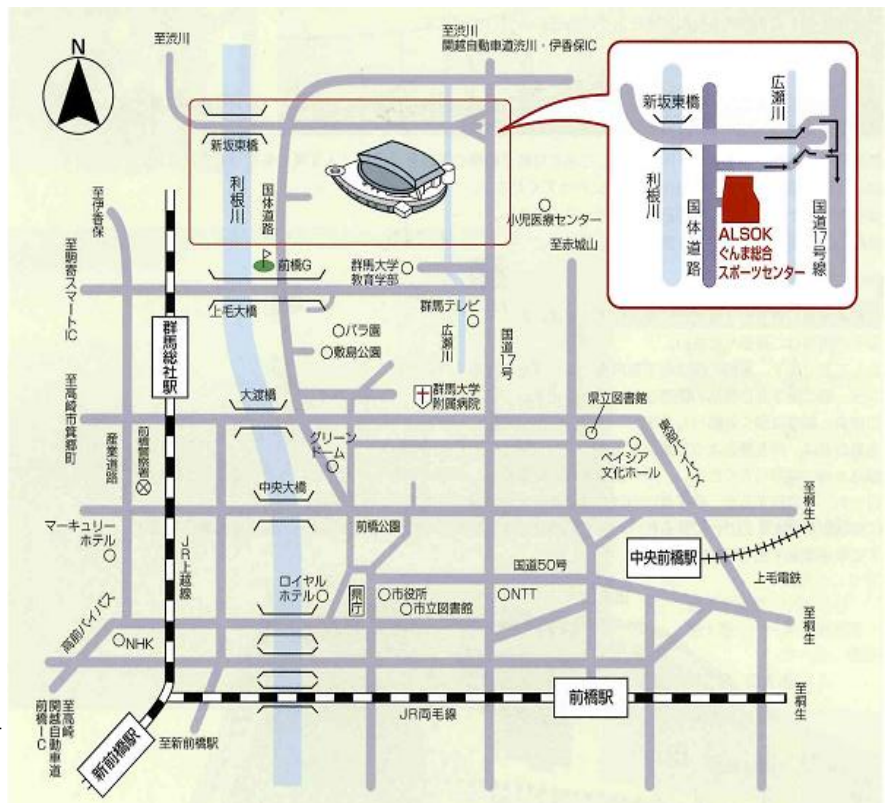 N
至渋川
至渋川
関越自動車道渋川・伊香保IC
新坂東橋
利根川
国体道路
小児医療センター
至赤城山
新坂東橋
広瀬川
利根川
国体道路
国道17号線
ALSOK
ぐんま総合
スポーツセンター
至伊香保
至駒寄スマートIC
前橋G
群馬大学
教育学部
上毛大橋
群馬テレビ
広瀬川
国道17号
バラ園
敷島公園
群馬総社駅
大渡橋
群馬大学
附属病院
県立図書館
東部バイパス
至高崎市箕郷町
産業道路
前橋警察署
グリーン
ドーム
ベイシア
文化ホール
中央大橋
至桐生
マーキュリー
ホテル
前橋公園
中央前橋駅
上毛電鉄
JR上越線
国道50号
ロイヤル
ホテル
県庁
市役所
市立図書館
NTT
至桐生
高前バイパス
NHK
前橋駅
至桐生
JR両毛線
至高崎
関越自動車道
前橋IC
新前橋駅
至新前橋駅